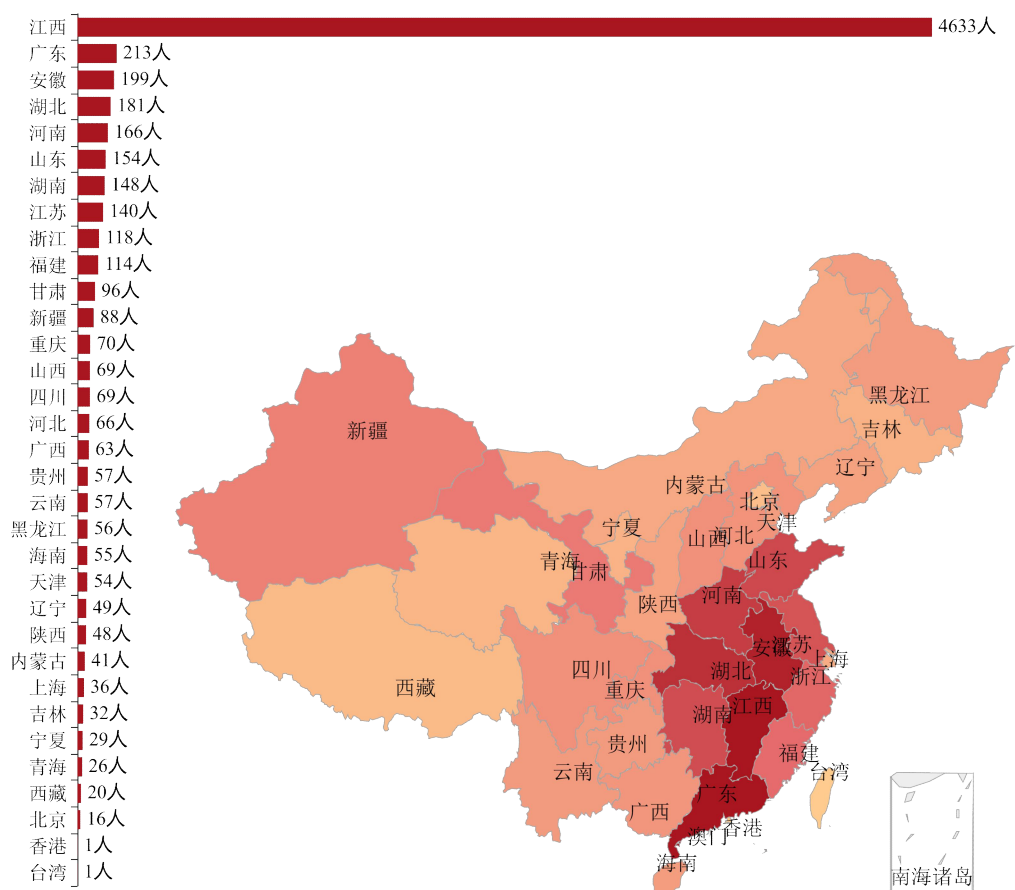 江西 4633人
广东 213人
安徽 199人
湖北 181人
河南 166人
山东 154人
湖南 148人
江苏 140人
浙江 118人
福建 114人
甘肃 96人
新疆 88人
重庆 70人
山西 69人
四川 69人
河北 66人
广西 63人
贵州 57人
云南 57人
黑龙江 56人
海南 55人
天津 54人
辽宁 49人
陕西 48人
内蒙古 41人
上海 36人
吉林 32人
宁夏 29人
青海 26人
西藏 20人
北京 16人
香港 1人
台湾 1人
黑龙江
吉林
新疆
辽宁
内蒙古
北京
天津
宁夏
山西
河北
青海
甘肃
山东
河南
陕西
安徽
江苏
上海
四川
湖北
浙江
西藏
重庆
江西
湖南
贵州
福建
云南
台湾
广东
广西
香港
澳门
海南
南海诸岛